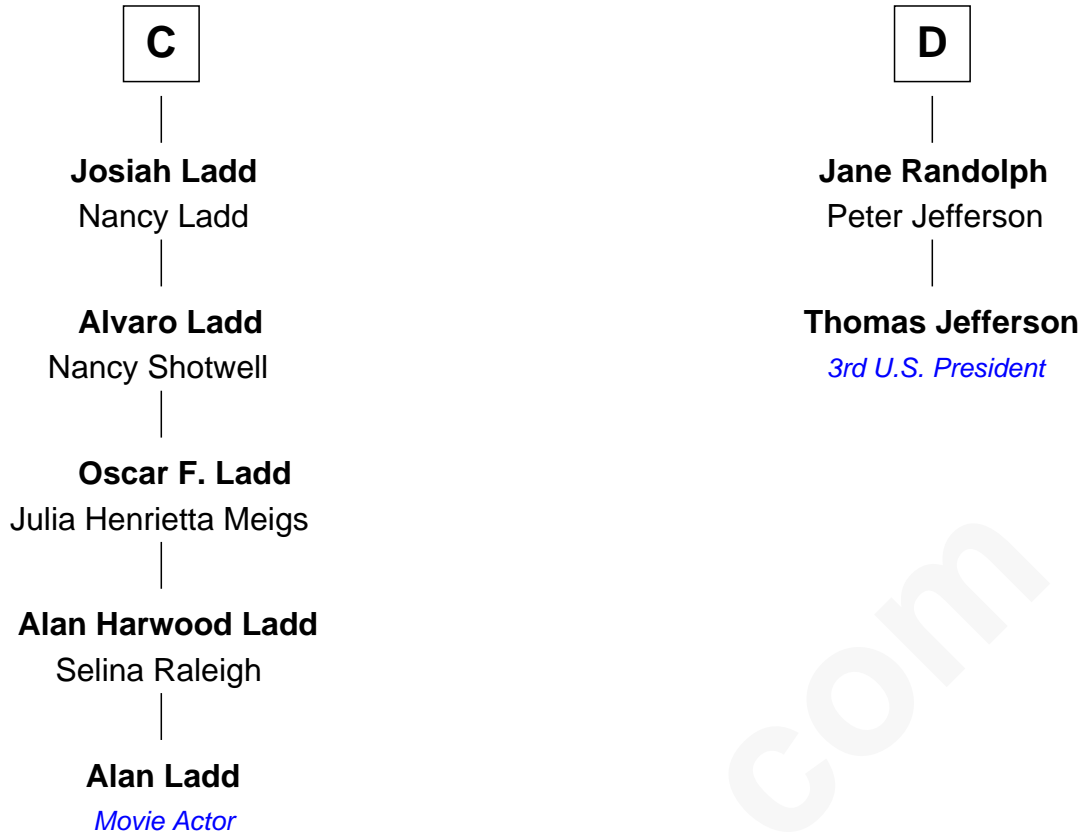 C
Josiah Ladd
Nancy Ladd
Alvaro Ladd
Nancy Shotwell
Oscar F. Ladd
Julia Henrietta Meigs
Alan Harwood Ladd
Selina Raleigh
Alan Ladd
Movie Actor
D
Jane Randolph
Peter Jefferson
Thomas Jefferson
3rd U.S. President
com